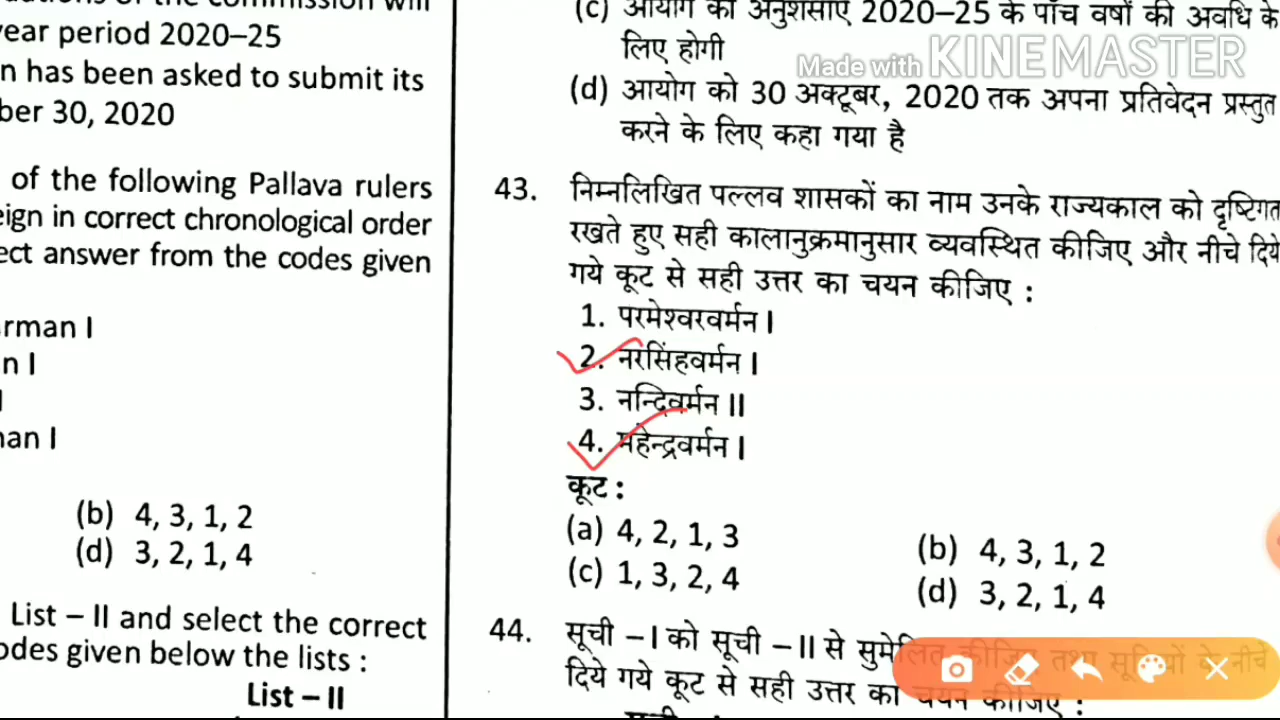 year period 2020–25
n has been asked to submit its
ber 30, 2020
of the following Pallava rulers
eign in correct chronological order
ect answer from the codes given
rman I
n I
I
nan I
(b) 4, 3, 1, 2
(d) 3, 2, 1, 4
List – II and select the correct
odes given below the lists :
List – II
(c) आयोग की अनुशंसाएं 2020–25 के पाँच वर्षों की अवधि के
लिए होगी
Made with KINEMASTER
(d) आयोग को 30 अक्टूबर, 2020 तक अपना प्रतिवेदन प्रस्तुत
करने के लिए कहा गया है
43. निम्नलिखित पल्लव शासकों का नाम उनके राज्यकाल को दृष्टिगत
रखते हुए सही कालानुक्रमानुसार व्यवस्थित कीजिए और नीचे दिये
गये कूट से सही उत्तर का चयन कीजिए :
1. परमेश्वरवर्मन I
2. नरसिंहवर्मन I
3. नन्दिवर्मन II
4. महेन्द्रवर्मन I
कूट :
(a) 4, 2, 1, 3
(b) 4, 3, 1, 2
(c) 1, 3, 2, 4
(d) 3, 2, 1, 4
44. सूची – I को सूची – II से सुमेलित कीजिए तथा सूचियों के नीचे
दिये गये कूट से सही उत्तर का चयन कीजिए :